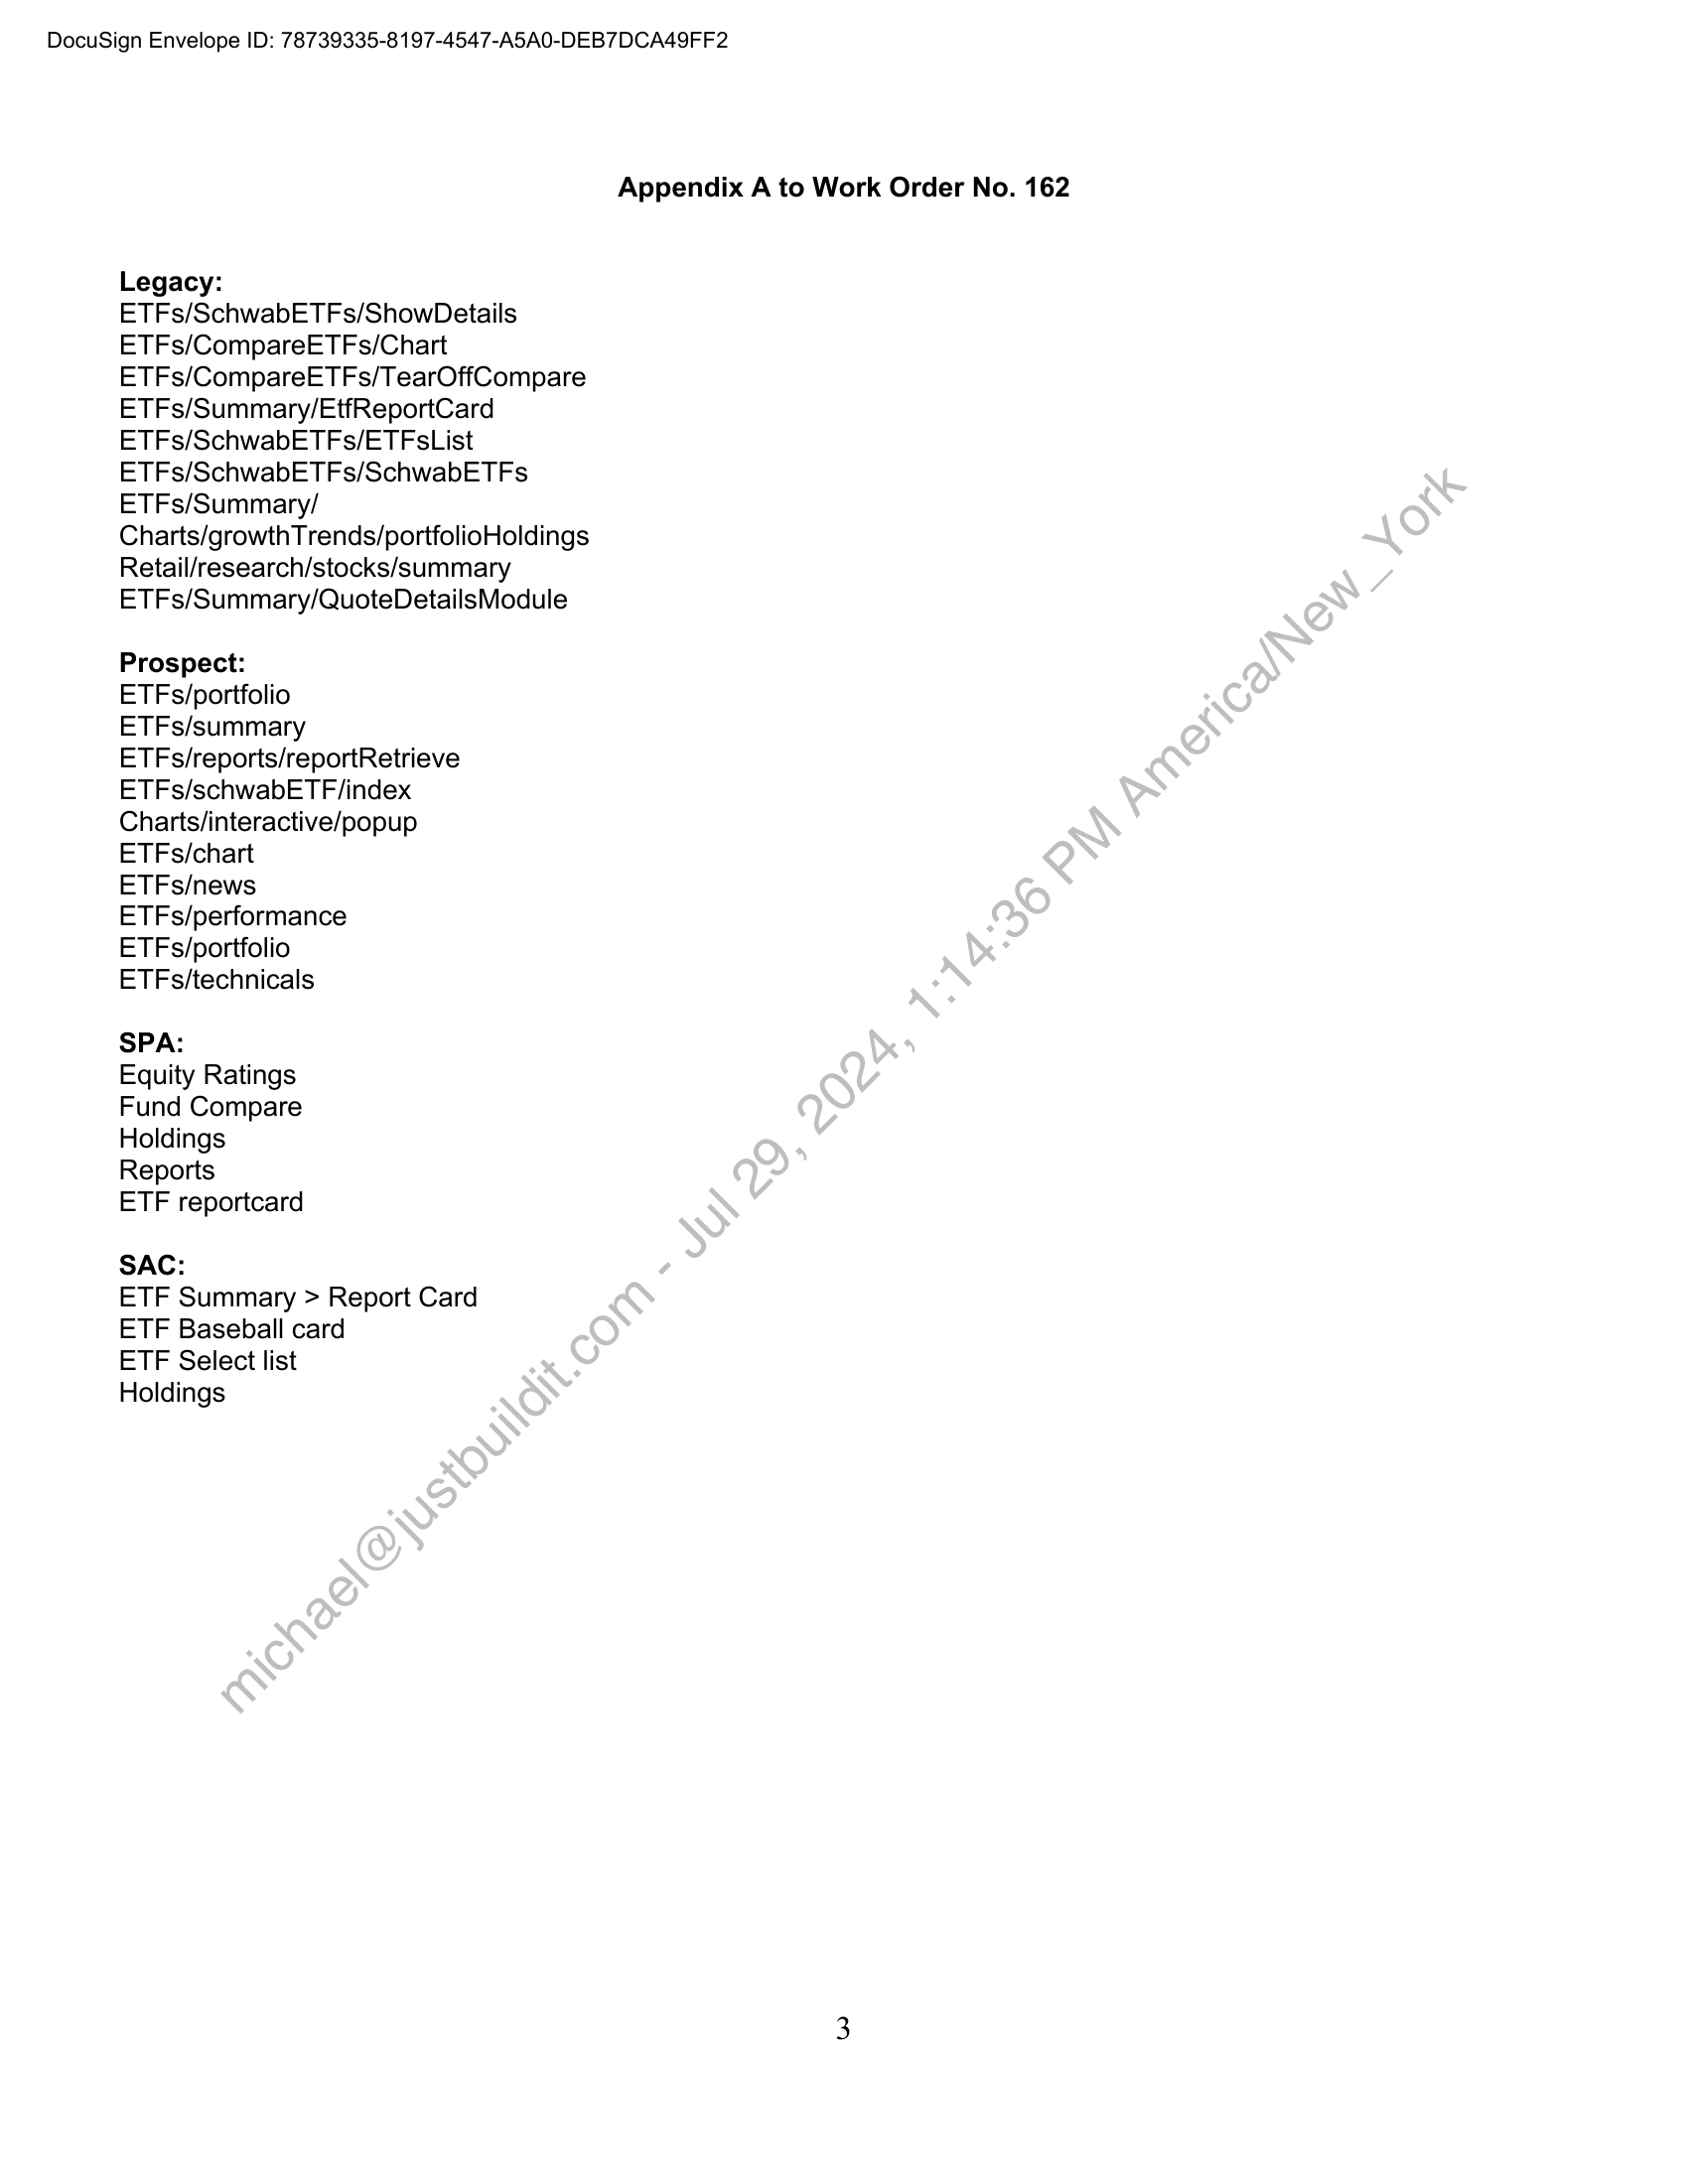 DocuSign Envelope ID: 78739335-8197-4547-A5A0-DEB7DCA49FF2
Appendix A to Work Order No. 162
Legacy:
ETFs/SchwabETFs/ShowDetails
ETFs/CompareETFs/Chart
ETFs/CompareETFs/TearOffCompare
ETFs/Summary/EtfReportCard
ETFs/SchwabETFs/ETFsList
ETFs/SchwabETFs/SchwabETFs
ETFs/Summary/
Charts/growthTrends/portfolioHoldings
Retail/research/stocks/summary
ETFs/Summary/QuoteDetailsModule
Prospect:
ETFs/portfolio
ETFs/summary
ETFs/reports/reportRetrieve
ETFs/schwabETF/index
Charts/interactive/popup
ETFs/chart
ETFs/news
ETFs/performance
ETFs/portfolio
ETFs/technicals
SPA:
Equity Ratings
Fund Compare
Holdings
Reports
ETF reportcard
SAC:
ETF Summary > Report Card
ETF Baseball card
ETF Select list
Holdings
michael@justbuildit.com - Jul 29, 2024, 1:14:36 PM America/New_York
3